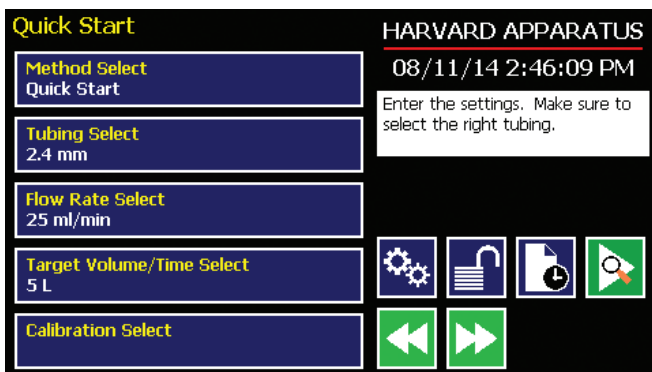 Quick Start
Method Select
Quick Start
Tubing Select
2.4 mm
Flow Rate Select
25 ml/min
Target Volume/Time Select
5 L
Calibration Select
HARVARD APPARATUS
08/11/14 2:46:09 PM
Enter the settings. Make sure to
select the right tubing.